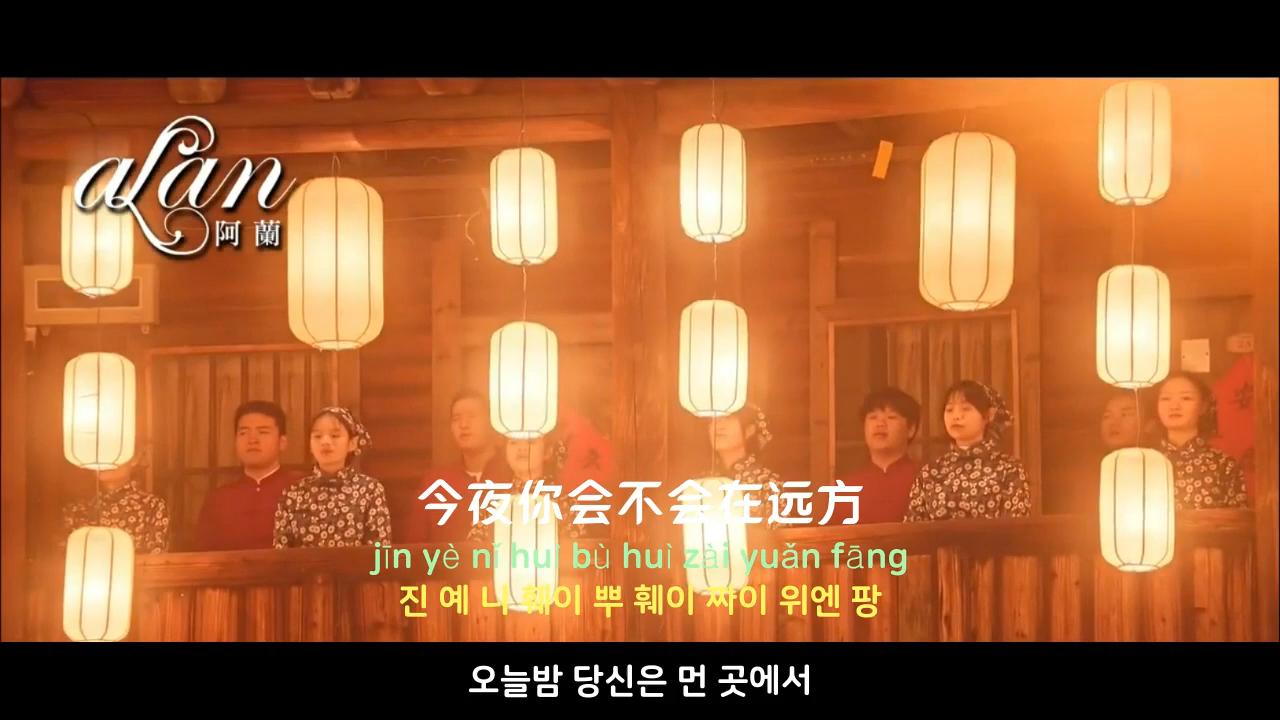 alan
阿蘭
今夜你会不会在远方
jīn yè nǐ huì bù huì zài yuǎn fāng
진 예 니 훼이 뿌 훼이 짜이 위엔 팡
오늘밤 당신은 먼 곳에서